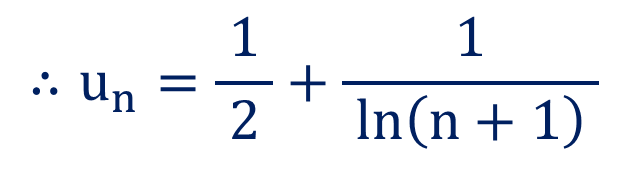 ∴ uₙ = 1/2 + 1/ln(n + 1)